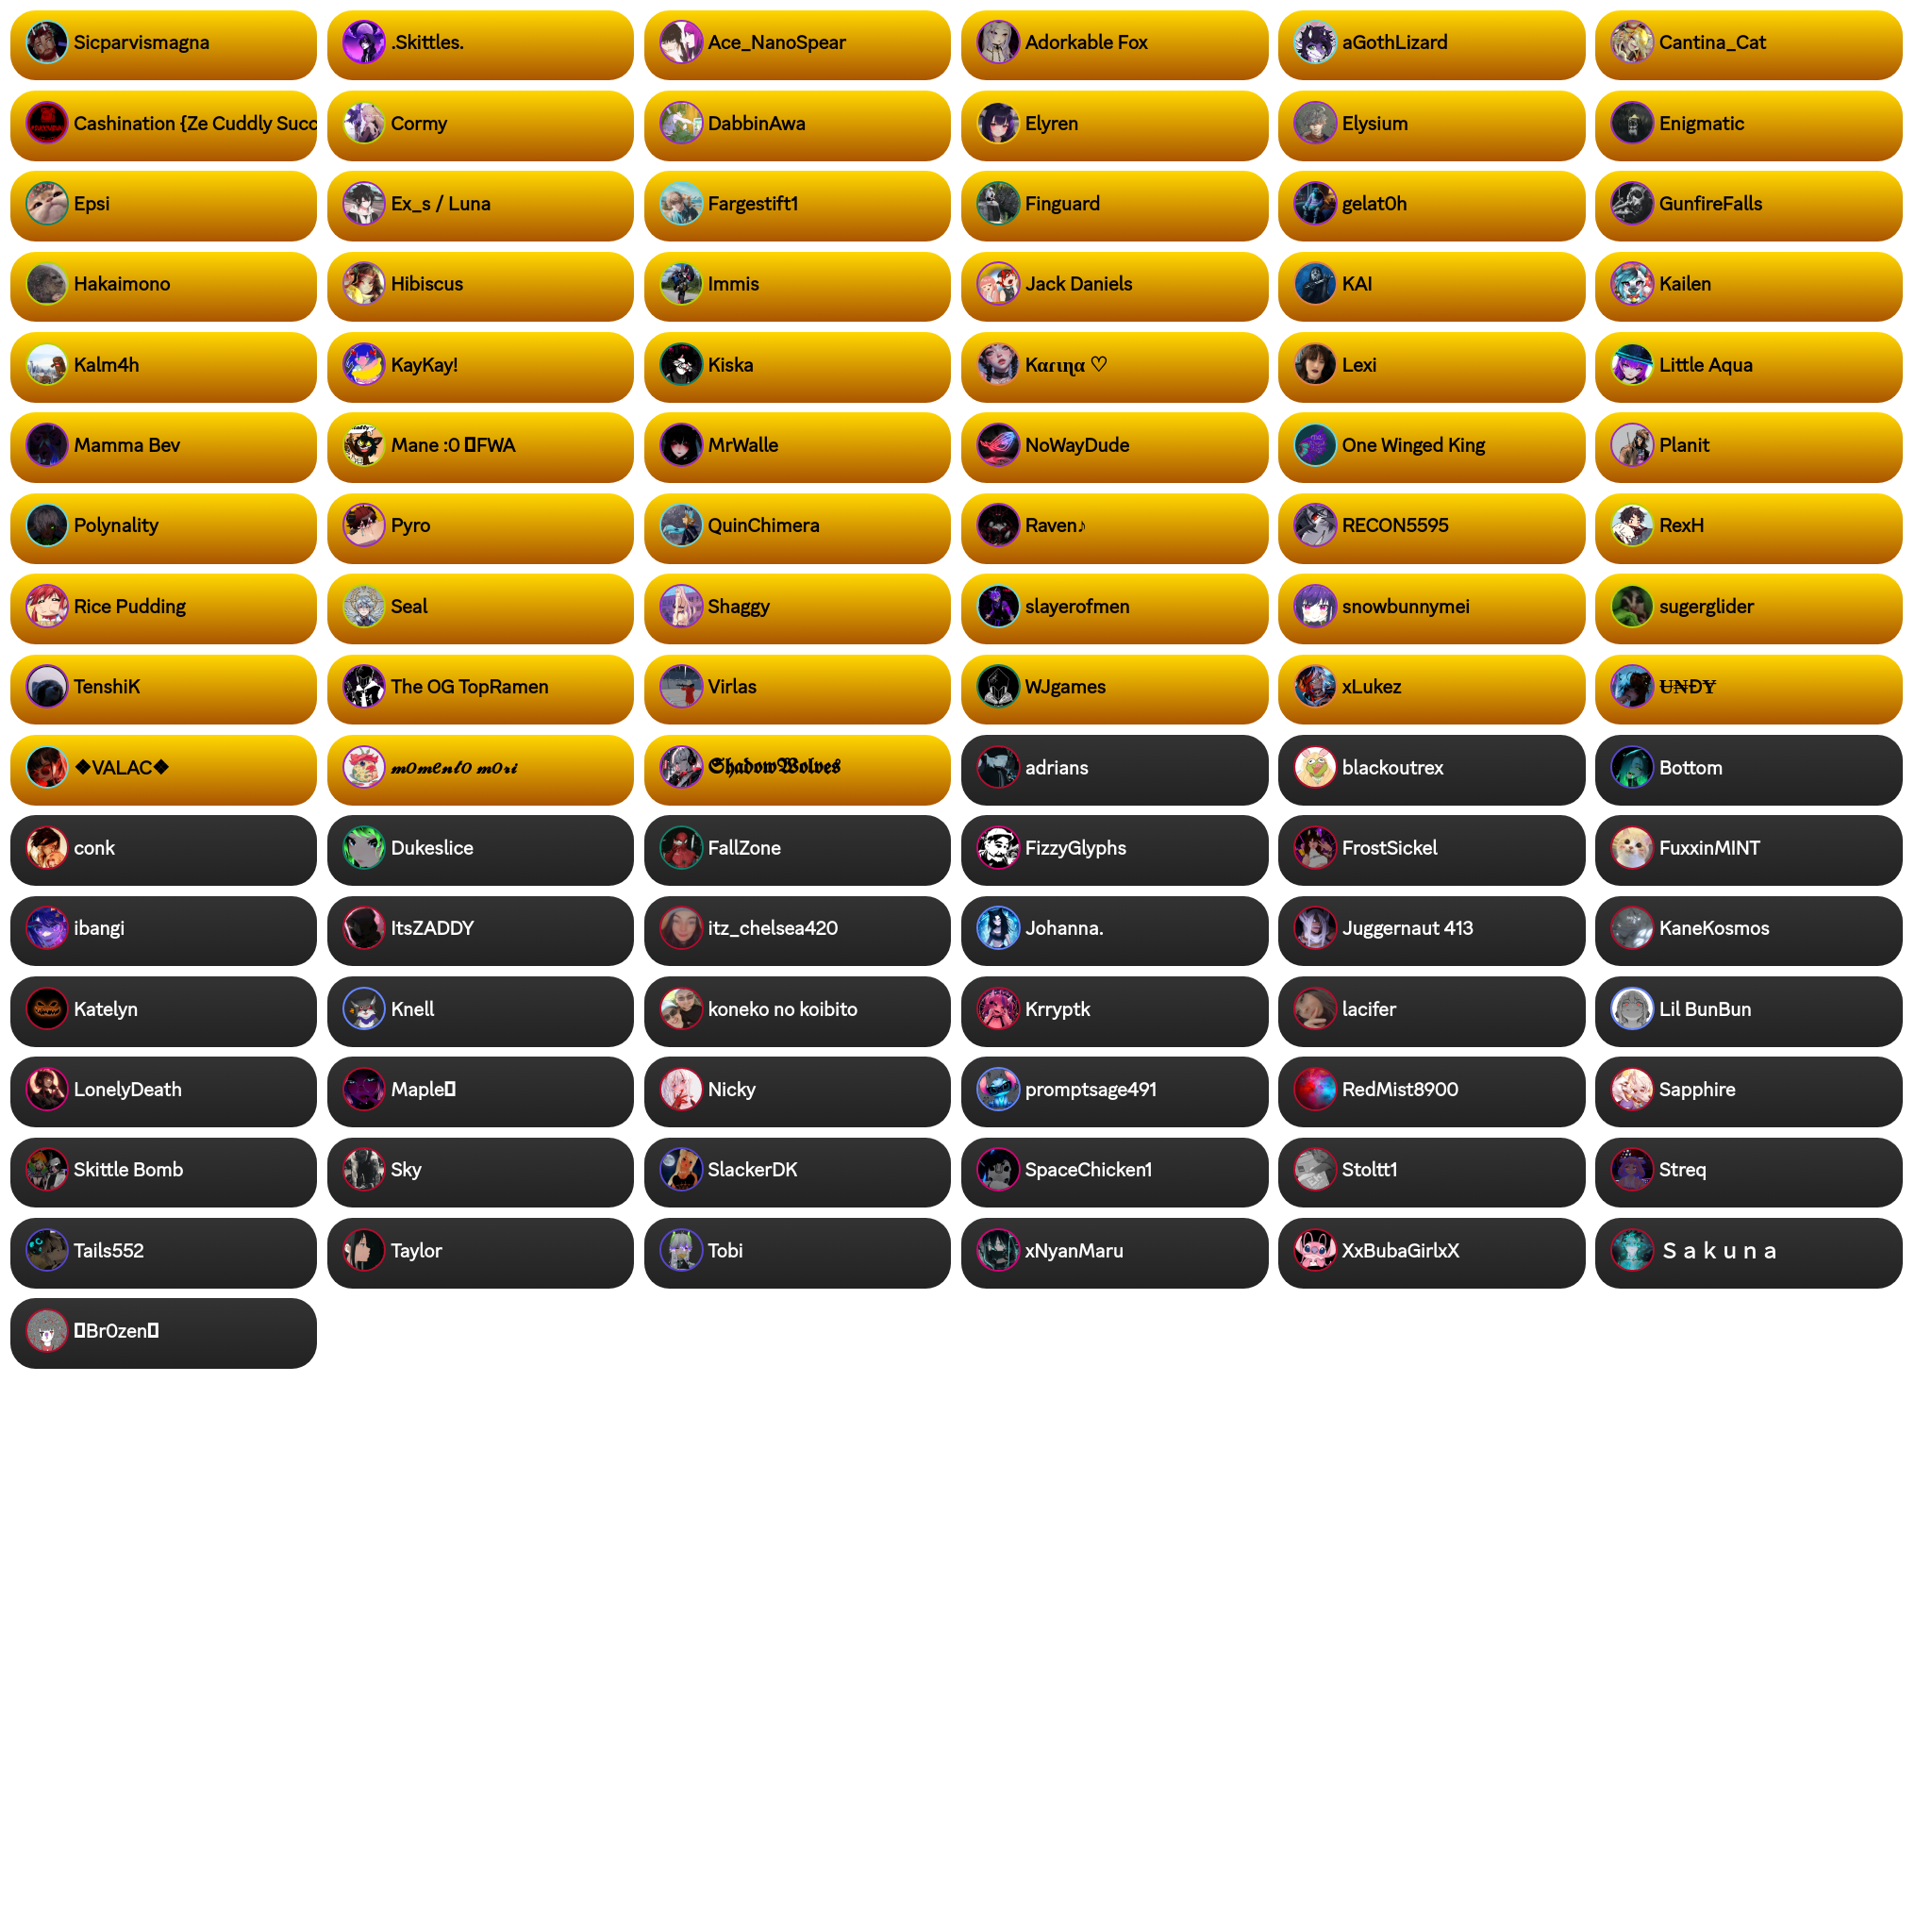 Sicparvismagna
.Skittles.
Ace_NanoSpear
Adorkable Fox
aGothLizard
Cantina_Cat
Cashination {Ze Cuddly Succ
Cormy
DabbinAwa
Elyren
Elysium
Enigmatic
Epsi
Ex_s / Luna
Fargestift1
Finguard
gelat0h
GunfireFalls
Hakaimono
Hibiscus
Immis
Jack Daniels
KAI
Kailen
Kalm4h
KayKay!
Kiska
Kαɾιɳα ♡
Lexi
Little Aqua
Mamma Bev
Mane :0 FWA
MrWalle
NoWayDude
One Winged King
Planit
Polynality
Pyro
QuinChimera
Raven♪
RECON5595
RexH
Rice Pudding
Seal
Shaggy
slayerofmen
snowbunnymei
sugerglider
TenshiK
The OG TopRamen
Virlas
WJgames
xLukez
U̶₦ĐɎ
❖VALAC❖
𝓶𝓸𝓶𝓮𝓷𝓽𝓸 𝓶𝓸𝓻𝓲
𝕾𝖍𝖆𝖉𝖔𝖜𝖂𝖔𝖑𝖛𝖊𝖘
adrians
blackoutrex
Bottom
conk
Dukeslice
FallZone
FizzyGlyphs
FrostSickel
FuxxinMINT
ibangi
ItsZADDY
itz_chelsea420
Johanna.
Juggernaut 413
KaneKosmos
Katelyn
Knell
koneko no koibito
Krryptk
lacifer
Lil BunBun
LonelyDeath
Maple
Nicky
promptsage491
RedMist8900
Sapphire
Skittle Bomb
Sky
SlackerDK
SpaceChicken1
Stoltt1
Streq
Tails552
Taylor
Tobi
xNyanMaru
XxBubaGirlxX
Ｓａｋｕｎａ
Br0zen